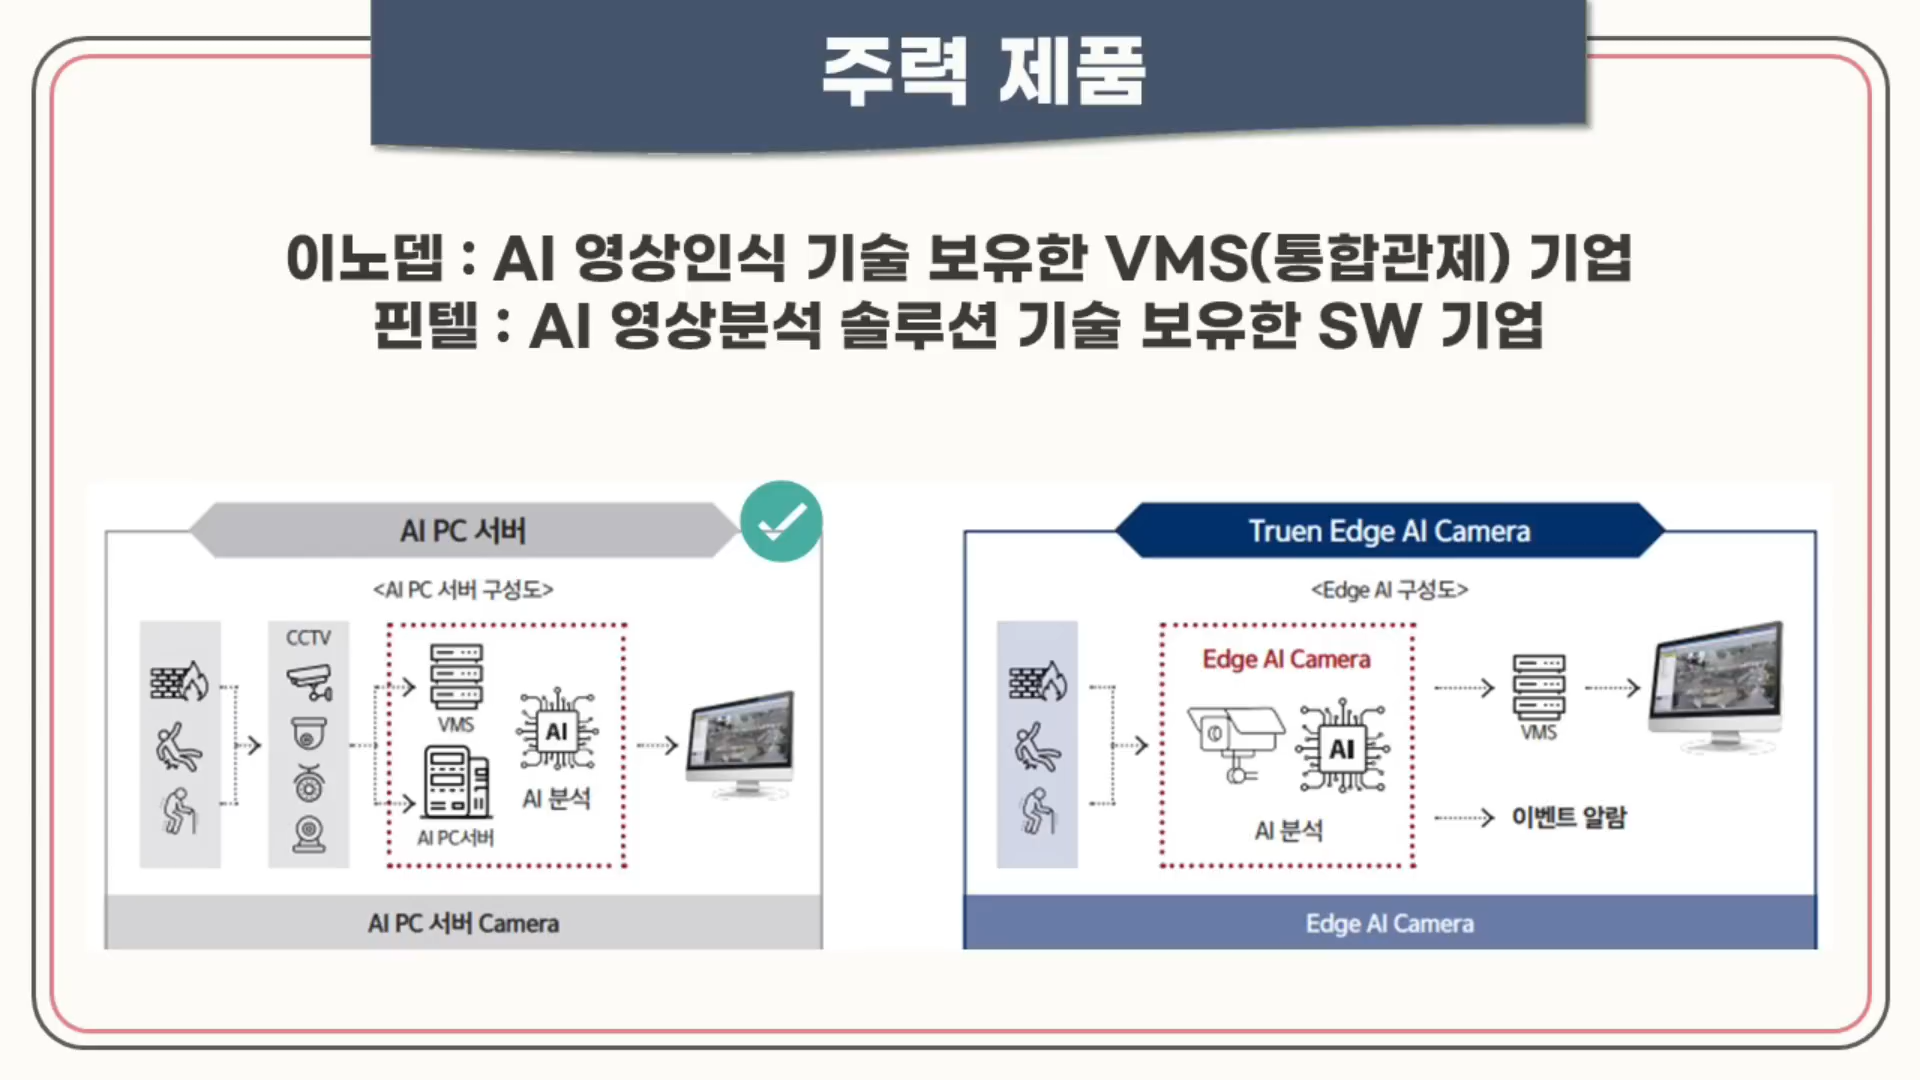 주력 제품
이노뎁 : AI 영상인식 기술 보유한 VMS(통합관제) 기업
핀텔 : AI 영상분석 솔루션 기술 보유한 SW 기업
AI PC 서버
<AI PC 서버 구성도>
CCTV
VMS
AI
AI 분석
AI PC서버
AI PC 서버 Camera
Truen Edge AI Camera
<Edge AI 구성도>
Edge AI Camera
AI
AI 분석
VMS
이벤트 알람
Edge AI Camera